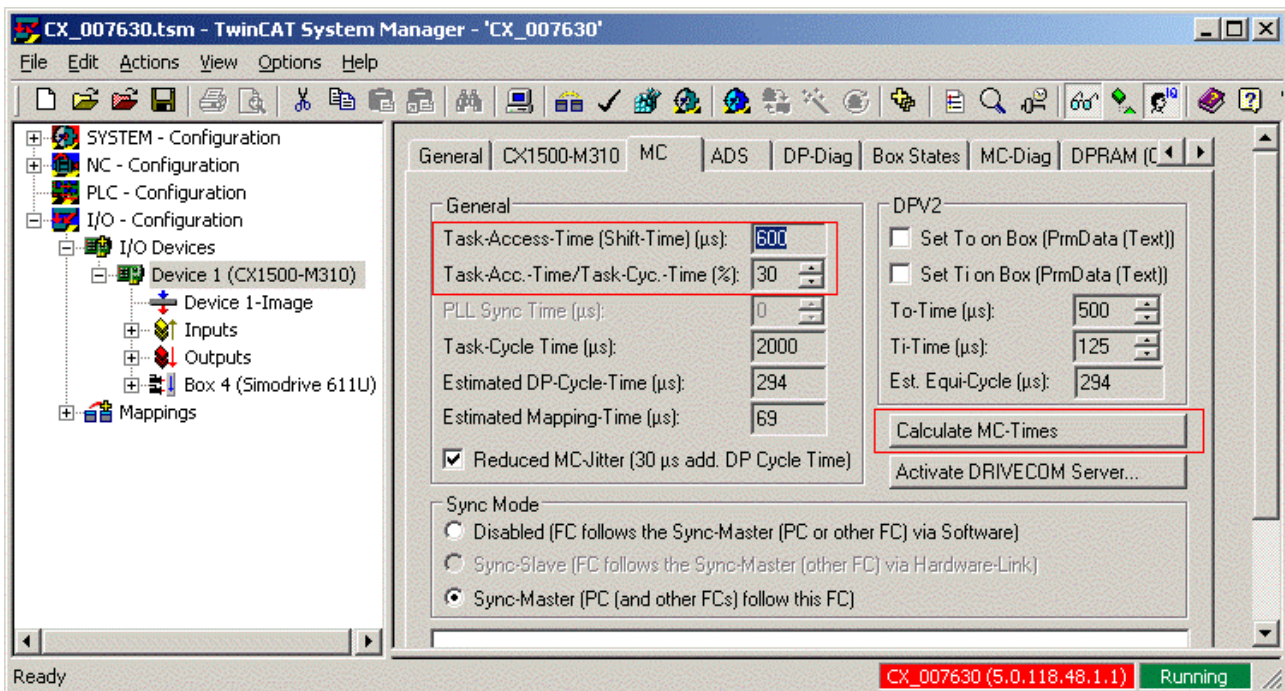 CX_007630.tsm - TwinCAT System Manager - 'CX_007630'
File Edit Actions View Options Help
SYSTEM - Configuration
NC - Configuration
PLC - Configuration
I/O - Configuration
I/O Devices
Device 1 (CX1500-M310)
Device 1-Image
Inputs
Outputs
Box 4 (Simodrive 611U)
Mappings
General CX1500-M310 MC ADS DP-Diag Box States MC-Diag DPRAM (
General
Task-Access-Time (Shift-Time) (µs): 600
Task-Acc.-Time/Task-Cyc.-Time (%): 30
PLL Sync Time (µs): 0
Task-Cycle Time (µs): 2000
Estimated DP-Cycle-Time (µs): 294
Estimated Mapping-Time (µs): 69
Reduced MC-Jitter (30 µs add. DP Cycle Time)
DPV2
Set To on Box (PrmData (Text))
Set Ti on Box (PrmData (Text))
To-Time (µs): 500
Ti-Time (µs): 125
Est. Equi-Cycle (µs): 294
Calculate MC-Times
Activate DRIVECOM Server...
Sync Mode
Disabled (FC follows the Sync-Master (PC or other FC) via Software)
Sync-Slave (FC follows the Sync-Master (other FC) via Hardware-Link)
Sync-Master (PC (and other FCs) follow this FC)
Ready
CX_007630 (5.0.118.48.1.1) Running